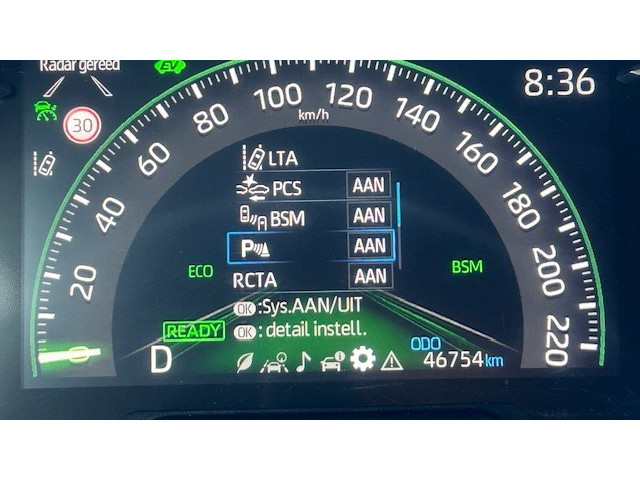 Radar gereed
EV
8:36
30
0 20 40 60 80 100 120 140 160 180 200 220
km/h
LTA
PCS AAN
BSM AAN
P AAN
RCTA AAN
ECO
BSM
OK :Sys.AAN/UIT
OK :detail instell.
READY
D
ODO
46754 km